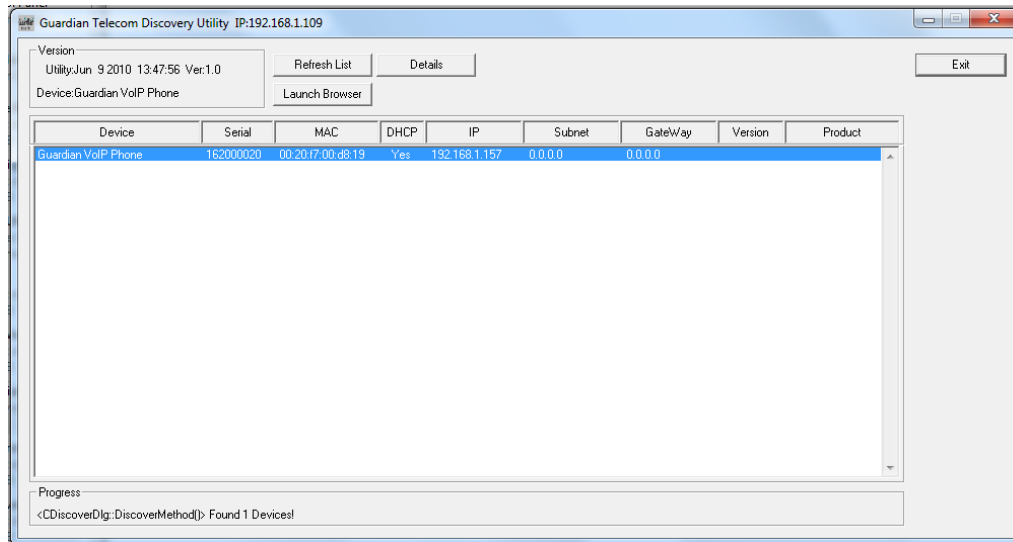 Guardian Telecom Discovery Utility IP:192.168.1.109
Version
Utility:Jun 9 2010 13:47:56 Ver:1.0
Device:Guardian VoIP Phone
Refresh List
Details
Launch Browser
Exit
Device Serial MAC DHCP IP Subnet GateWay Version Product
Guardian VoIP Phone 162000020 00:20:f7:00:d8:19 Yes 192.168.1.157 0.0.0.0 0.0.0.0
Progress
<CDiscoverDlg::DiscoverMethod()> Found 1 Devices!